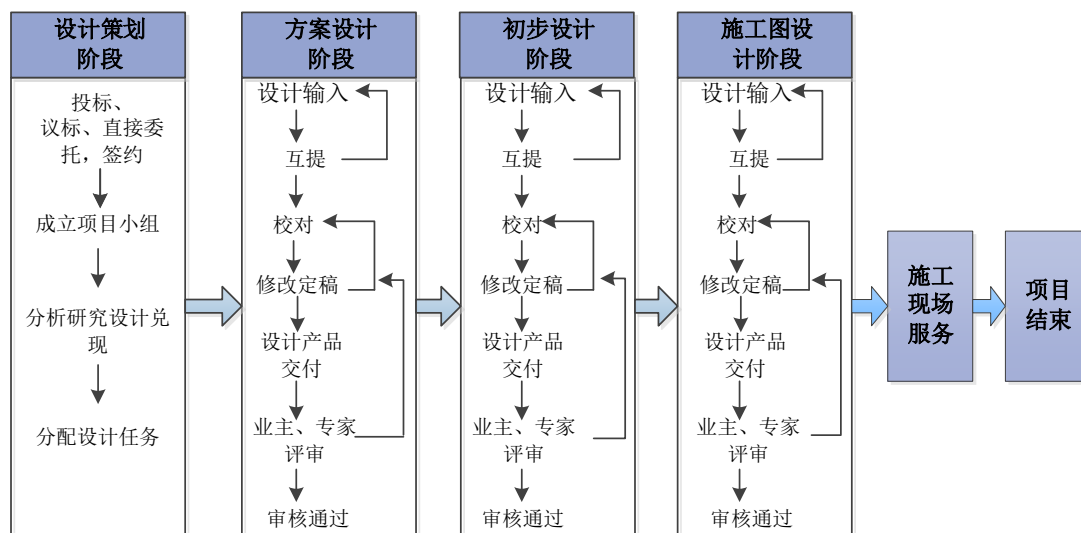 设计策划
阶段
投标、
议标、直接委
托，签约
成立项目小组
分析研究设计兑
现
分配设计任务
方案设计
阶段
设计输入
互提
校对
修改定稿
设计产品
交付
业主、专家
评审
审核通过
初步设计
阶段
设计输入
互提
校对
修改定稿
设计产品
交付
业主、专家
评审
审核通过
施工图设
计阶段
设计输入
互提
校对
修改定稿
设计产品
交付
业主、专家
评审
审核通过
施工
现场
服务
项目
结束